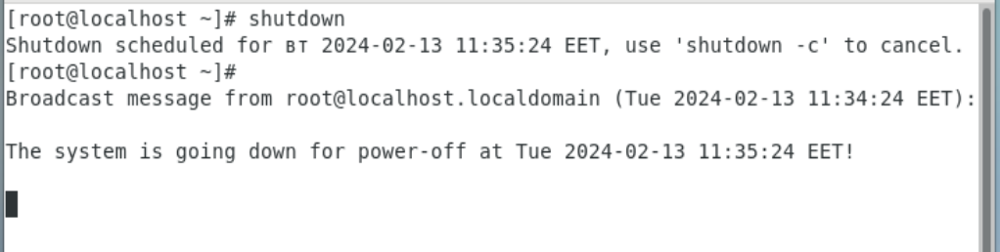 [root@localhost ~]# shutdown
Shutdown scheduled for вт 2024-02-13 11:35:24 EET, use 'shutdown -c' to cancel.
[root@localhost ~]#
Broadcast message from root@localhost.localdomain (Tue 2024-02-13 11:34:24 EET):
The system is going down for power-off at Tue 2024-02-13 11:35:24 EET!